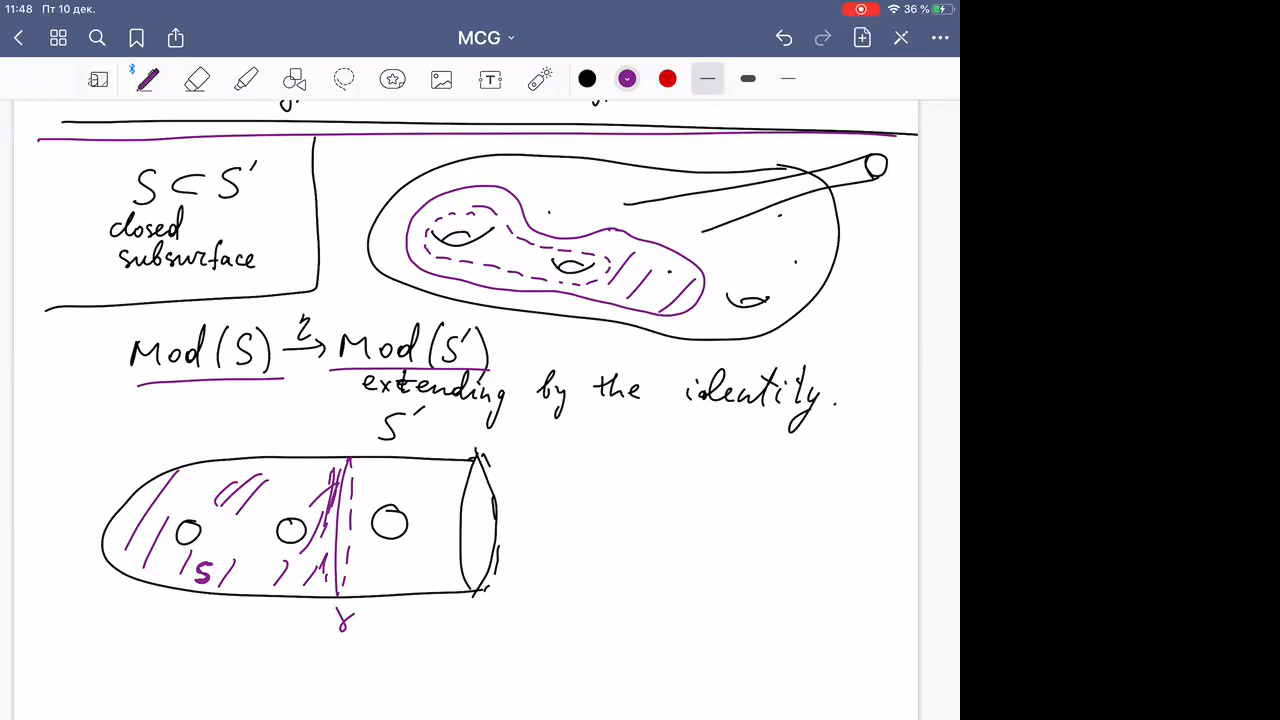 11:48 Пт 10 дек.
36 %
MCG
T
S ⊂ S′
closed
subsurface
Mod(S) —η→ Mod(S′)
extending by the identity.
S′
S
γ